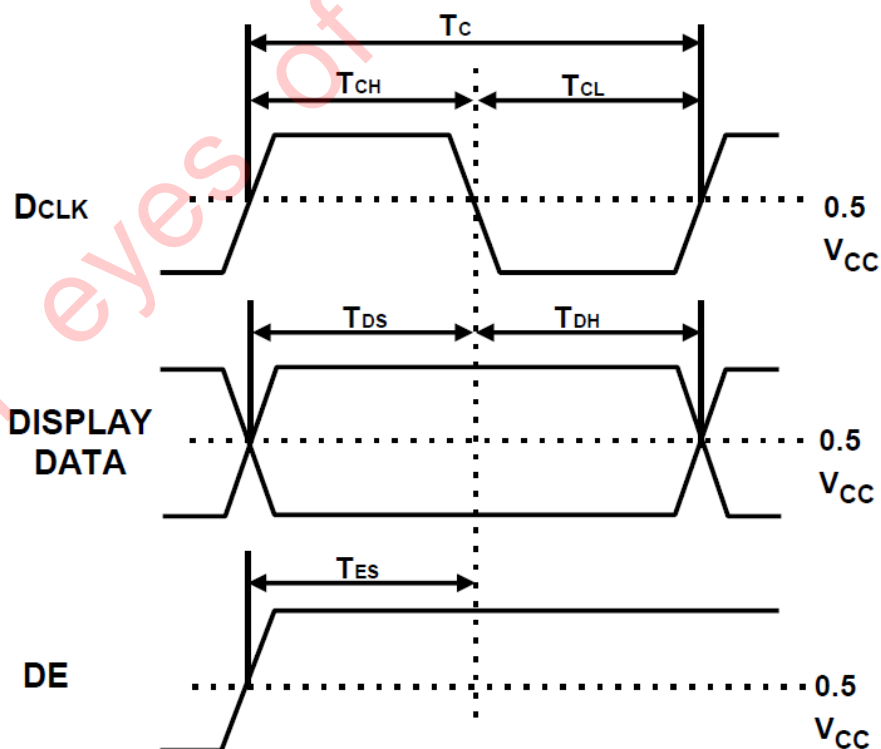 TC
TCH TCL
DCLK
0.5
VCC
TDS TDH
DISPLAY
DATA
0.5
VCC
TES
DE
0.5
VCC
eyes of